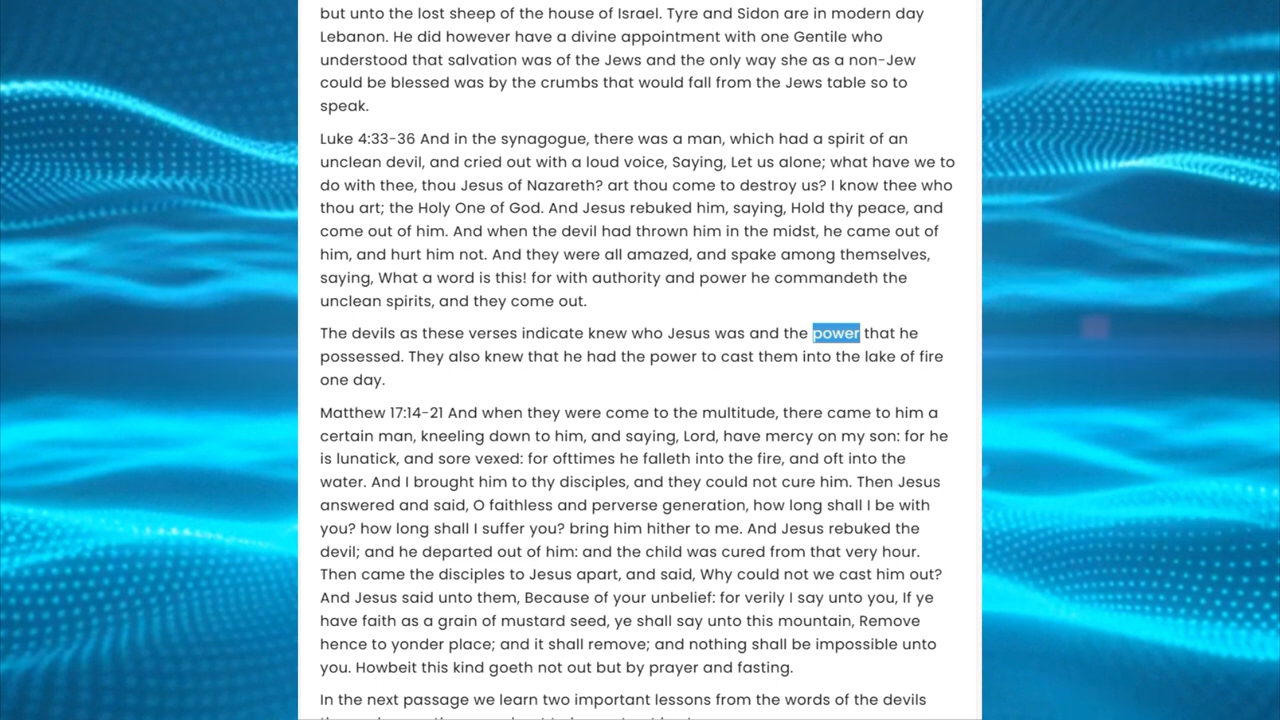 but unto the lost sheep of the house of Israel. Tyre and Sidon are in modern day
Lebanon. He did however have a divine appointment with one Gentile who
understood that salvation was of the Jews and the only way she as a non-Jew
could be blessed was by the crumbs that would fall from the Jews table so to
speak.
Luke 4:33-36 And in the synagogue, there was a man, which had a spirit of an
unclean devil, and cried out with a loud voice, Saying, Let us alone; what have we to
do with thee, thou Jesus of Nazareth? art thou come to destroy us? I know thee who
thou art; the Holy One of God. And Jesus rebuked him, saying, Hold thy peace, and
come out of him. And when the devil had thrown him in the midst, he came out of
him, and hurt him not. And they were all amazed, and spake among themselves,
saying, What a word is this! for with authority and power he commandeth the
unclean spirits, and they come out.
The devils as these verses indicate knew who Jesus was and the power that he
possessed. They also knew that he had the power to cast them into the lake of fire
one day.
Matthew 17:14-21 And when they were come to the multitude, there came to him a
certain man, kneeling down to him, and saying, Lord, have mercy on my son: for he
is lunatick, and sore vexed: for ofttimes he falleth into the fire, and oft into the
water. And I brought him to thy disciples, and they could not cure him. Then Jesus
answered and said, O faithless and perverse generation, how long shall I be with
you? how long shall I suffer you? bring him hither to me. And Jesus rebuked the
devil; and he departed out of him: and the child was cured from that very hour.
Then came the disciples to Jesus apart, and said, Why could not we cast him out?
And Jesus said unto them, Because of your unbelief: for verily I say unto you, If ye
have faith as a grain of mustard seed, ye shall say unto this mountain, Remove
hence to yonder place; and it shall remove; and nothing shall be impossible unto
you. Howbeit this kind goeth not out but by prayer and fasting.
In the next passage we learn two important lessons from the words of the devils